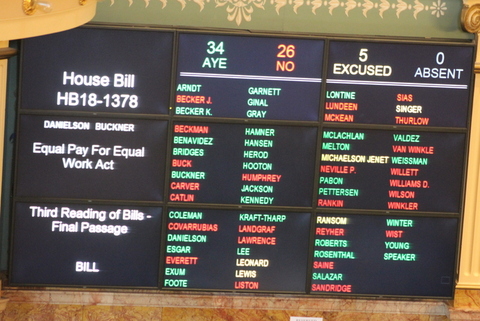 House Bill
HB18-1378
DANIELSON BUCKNER
Equal Pay For Equal
Work Act
Third Reading of Bills -
Final Passage
BILL
34 26
AYE NO
ARNDT GARNETT
BECKER J. GINAL
BECKER K. GRAY
BECKMAN HAMNER
BENAVIDEZ HANSEN
BRIDGES HEROD
BUCK HOOTON
BUCKNER HUMPHREY
CARVER JACKSON
CATLIN KENNEDY
COLEMAN KRAFT-THARP
COVARRUBIAS LANDGRAF
DANIELSON LAWRENCE
ESGAR LEE
EVERETT LEONARD
EXUM LEWIS
FOOTE LISTON
5 0
EXCUSED ABSENT
LONTINE SIAS
LUNDEEN SINGER
MCKEAN THURLOW
MCLACHLAN VALDEZ
MELTON VAN WINKLE
MICHAELSON JENET WEISSMAN
NEVILLE P. WILLETT
PABON WILLIAMS D.
PETTERSEN WILSON
RANKIN WINKLER
RANSOM WINTER
REYHER WIST
ROBERTS YOUNG
ROSENTHAL SPEAKER
SAINE
SALAZAR
SANDRIDGE